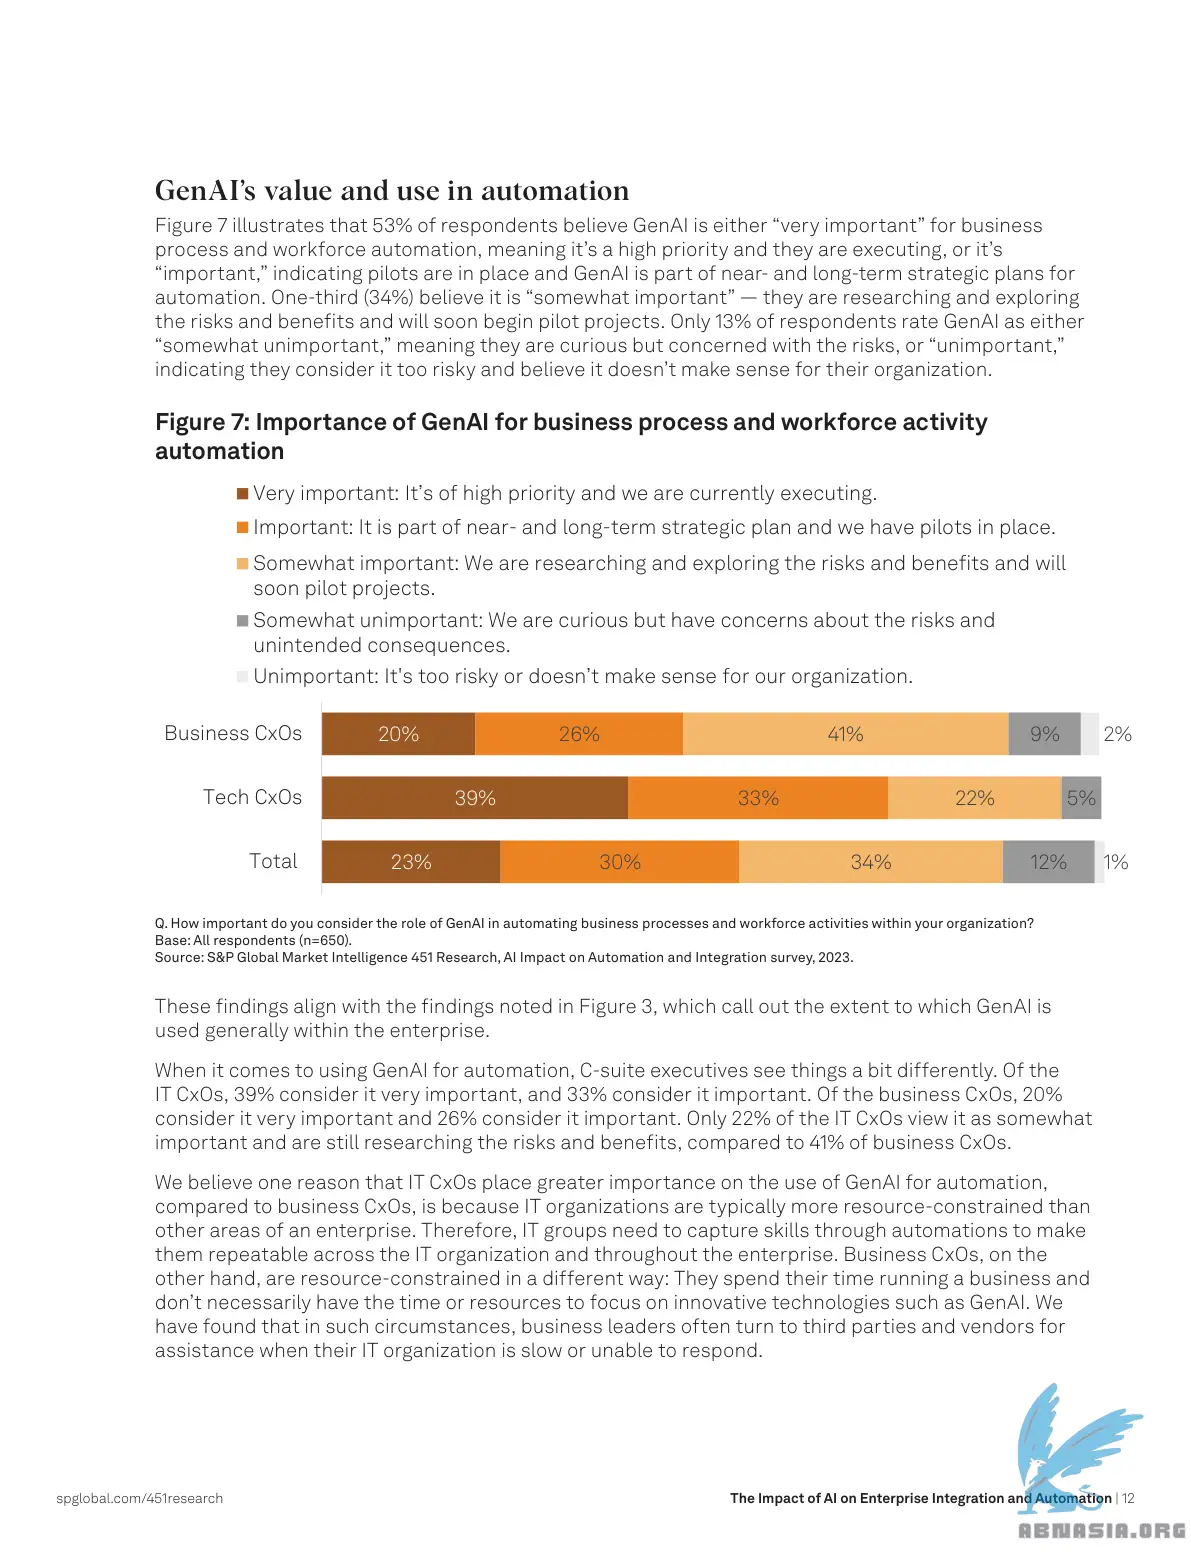 GenAI’s value and use in automation
Figure 7 illustrates that 53% of respondents believe GenAI is either “very important” for business
process and workforce automation, meaning it’s a high priority and they are executing, or it’s
“important,” indicating pilots are in place and GenAI is part of near- and long-term strategic plans for
automation. One-third (34%) believe it is “somewhat important” — they are researching and exploring
the risks and benefits and will soon begin pilot projects. Only 13% of respondents rate GenAI as either
“somewhat unimportant,” meaning they are curious but concerned with the risks, or “unimportant,”
indicating they consider it too risky and believe it doesn’t make sense for their organization.
Figure 7: Importance of GenAI for business process and workforce activity
automation
Very important: It’s of high priority and we are currently executing.
Important: It is part of near- and long-term strategic plan and we have pilots in place.
Somewhat important: We are researching and exploring the risks and benefits and will
soon pilot projects.
Somewhat unimportant: We are curious but have concerns about the risks and
unintended consequences.
Unimportant: It's too risky or doesn’t make sense for our organization.
Business CxOs 20% 26% 41% 9% 2%
Tech CxOs 39% 33% 22% 5%
Total 23% 30% 34% 12% 1%
Q. How important do you consider the role of GenAI in automating business processes and workforce activities within your organization?
Base: All respondents (n=650).
Source: S&P Global Market Intelligence 451 Research, AI Impact on Automation and Integration survey, 2023.
These findings align with the findings noted in Figure 3, which call out the extent to which GenAI is
used generally within the enterprise.
When it comes to using GenAI for automation, C-suite executives see things a bit differently. Of the
IT CxOs, 39% consider it very important, and 33% consider it important. Of the business CxOs, 20%
consider it very important and 26% consider it important. Only 22% of the IT CxOs view it as somewhat
important and are still researching the risks and benefits, compared to 41% of business CxOs.
We believe one reason that IT CxOs place greater importance on the use of GenAI for automation,
compared to business CxOs, is because IT organizations are typically more resource-constrained than
other areas of an enterprise. Therefore, IT groups need to capture skills through automations to make
them repeatable across the IT organization and throughout the enterprise. Business CxOs, on the
other hand, are resource-constrained in a different way: They spend their time running a business and
don’t necessarily have the time or resources to focus on innovative technologies such as GenAI. We
have found that in such circumstances, business leaders often turn to third parties and vendors for
assistance when their IT organization is slow or unable to respond.
spglobal.com/451research
The Impact of AI on Enterprise Integration and Automation | 12
ABNASIA.ORG